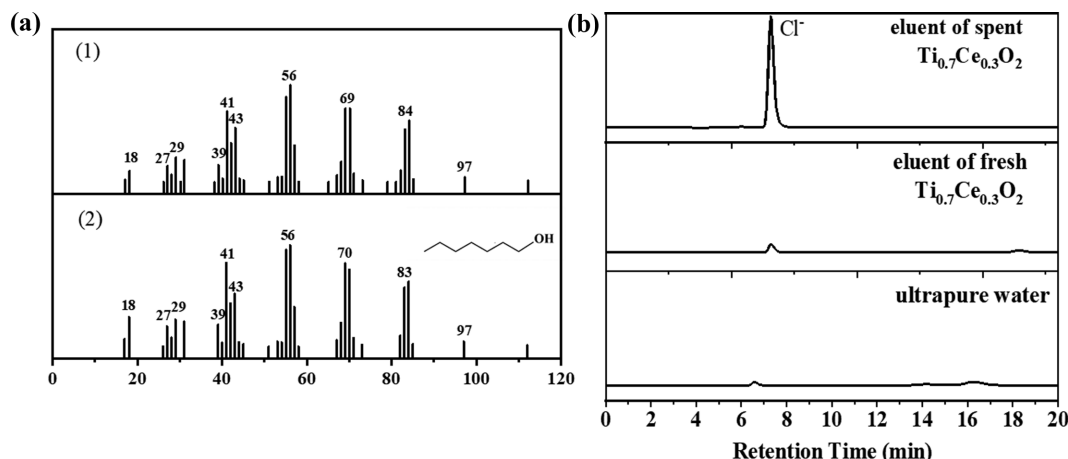 (a)
(1)
18
27
29
39
41
43
56
69
84
97
(2)
18
27
29
39
41
43
56
70
83
97
OH
0 20 40 60 80 100 120
(b)
Cl⁻
eluent of spent
Ti₀.₇Ce₀.₃O₂
eluent of fresh
Ti₀.₇Ce₀.₃O₂
ultrapure water
0 2 4 6 8 10 12 14 16 18 20
Retention Time (min)